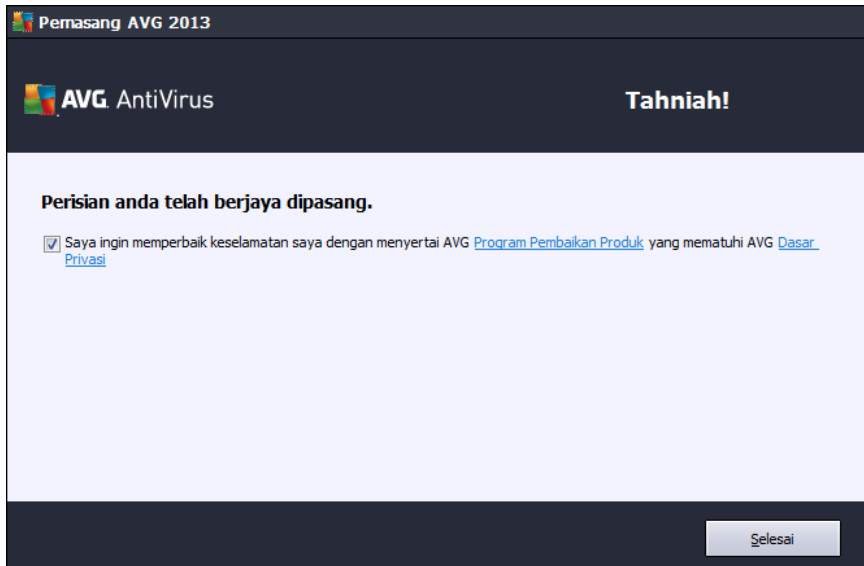 Pemasang AVG 2013
AVG. AntiVirus
Tahniah!
Perisian anda telah berjaya dipasang.
Saya ingin memperbaik keselamatan saya dengan menyertai AVG Program Pembaikan Produk yang mematuhi AVG Dasar
Privasi
Selesai